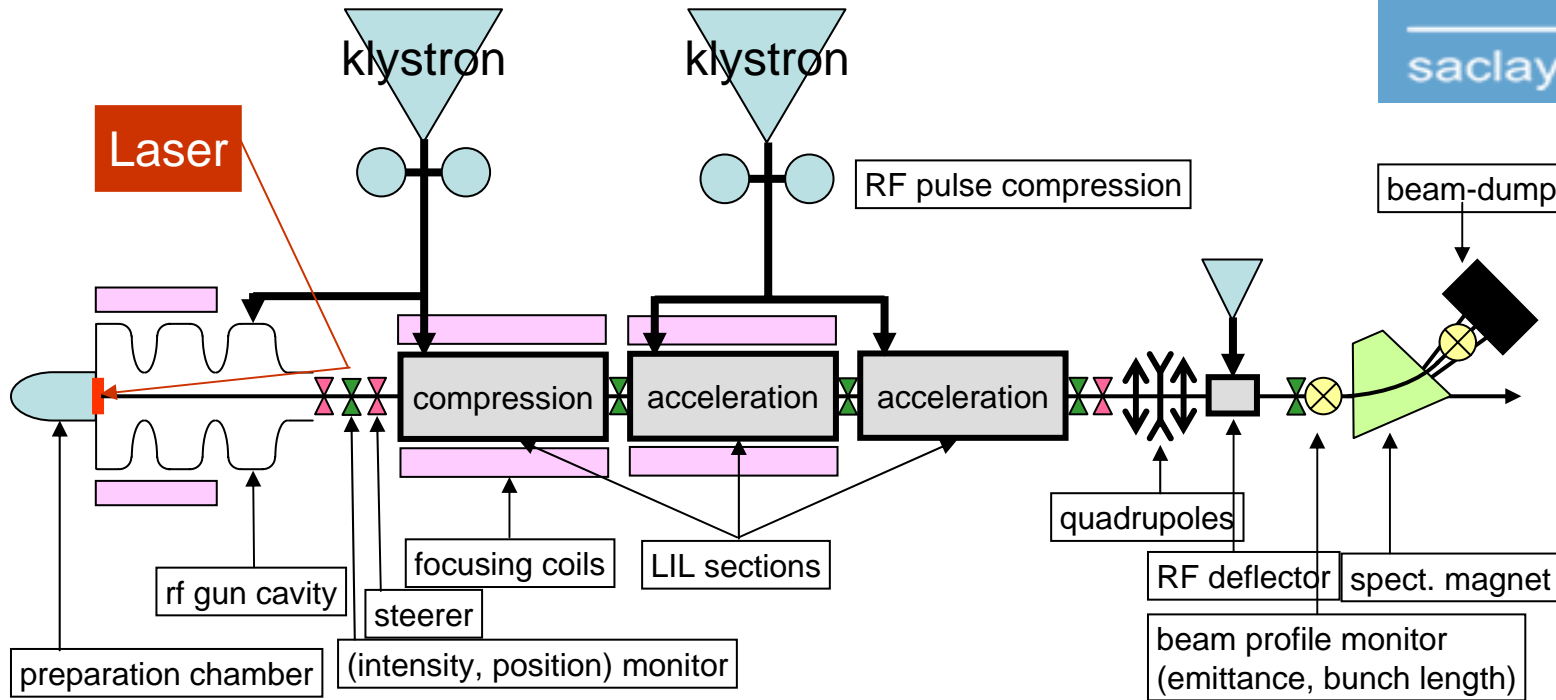 klystron
klystron
saclay
Laser
RF pulse compression
beam-dump
compression
acceleration
acceleration
quadrupoles
focusing coils
LIL sections
RF deflector
spect. magnet
rf gun cavity
steerer
preparation chamber
(intensity, position) monitor
beam profile monitor
(emittance, bunch length)